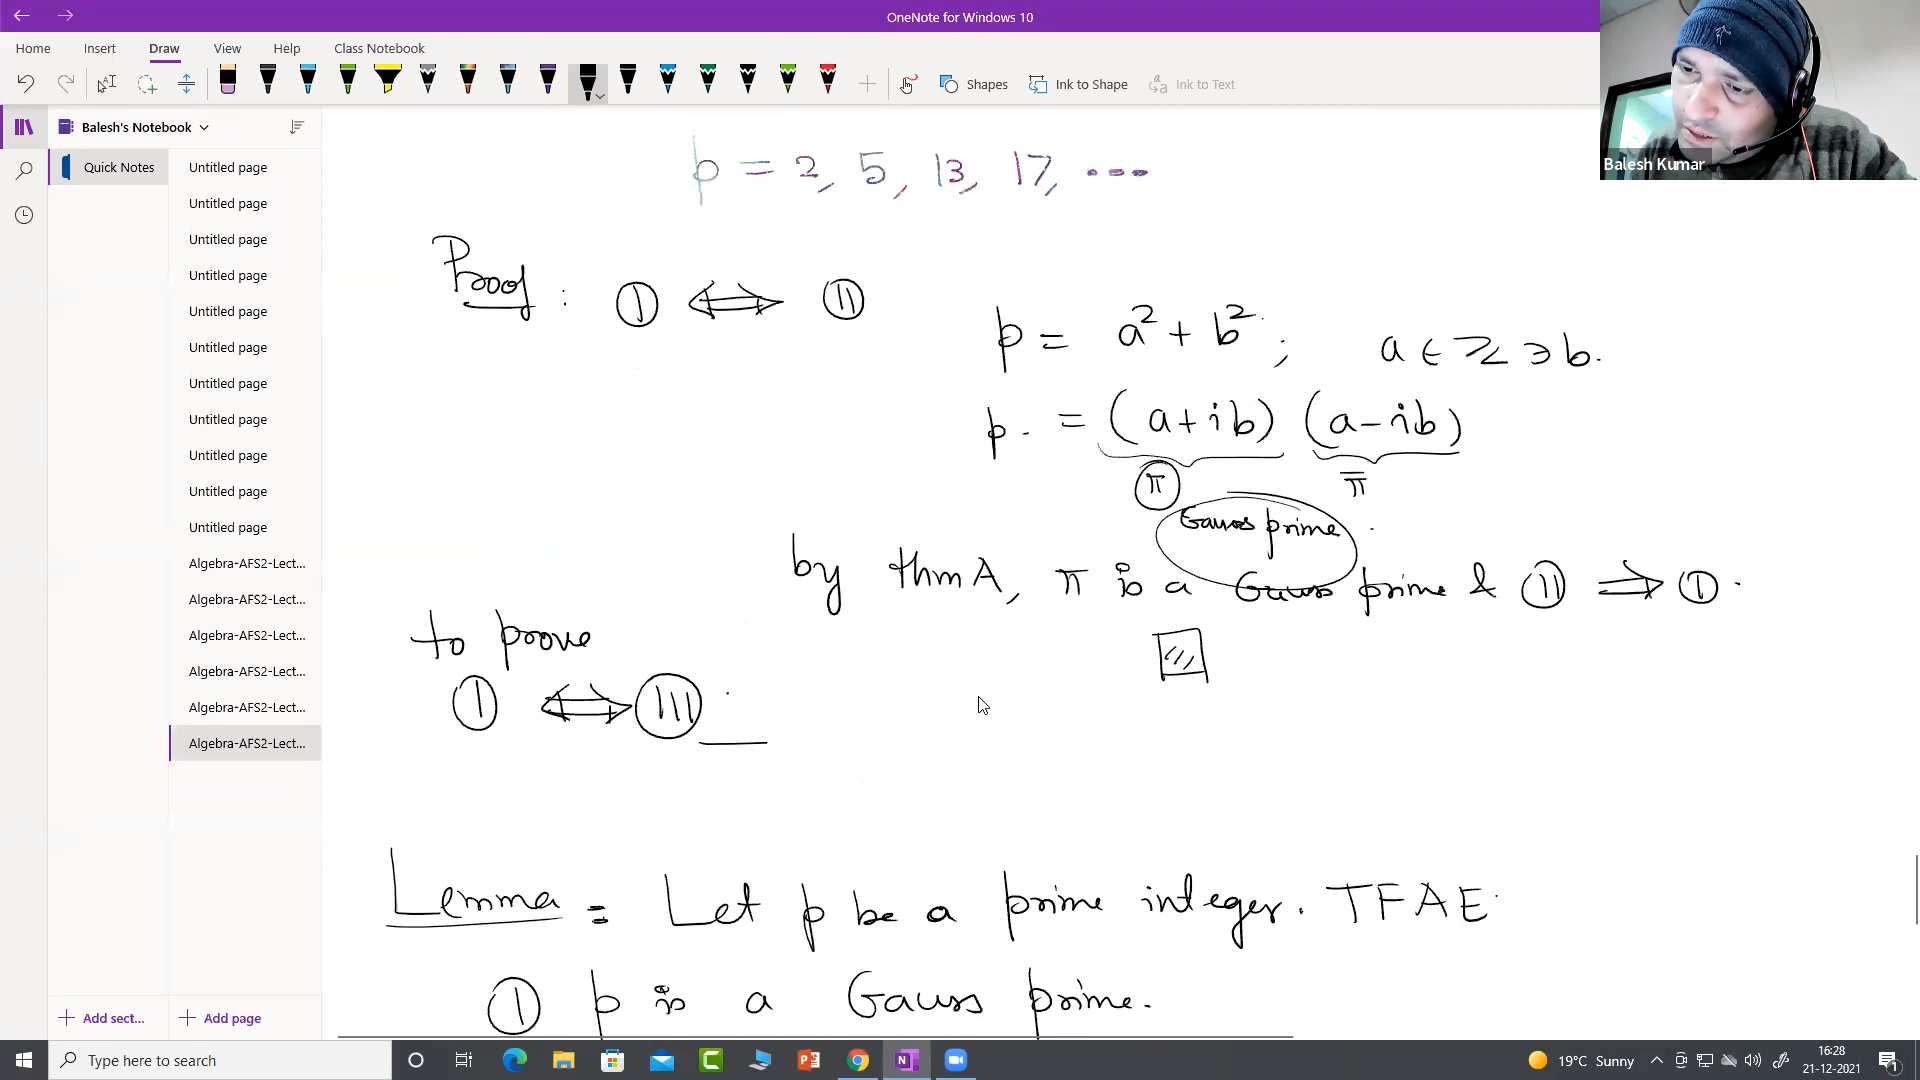 OneNote for Windows 10
Home Insert Draw View Help Class Notebook
Shapes Ink to Shape Ink to Text
Balesh Kumar
Balesh's Notebook
Quick Notes
Untitled page
Untitled page
Untitled page
Untitled page
Untitled page
Untitled page
Untitled page
Untitled page
Untitled page
Untitled page
Untitled page
Algebra-AFS2-Lect...
Algebra-AFS2-Lect...
Algebra-AFS2-Lect...
Algebra-AFS2-Lect...
Algebra-AFS2-Lect...
Algebra-AFS2-Lect...
Add sect... Add page
p = 2, 5, 13, 17, ...
Proof : I ⇔ II
p = a² + b² ; a ∈ ℤ ∋ b.
p. = (a+ib) (a-ib)
π π̄
Gauss prime
by thm A, π is a Gauss prime & II ⇒ I.
to prove
I ⇔ III
Lemma = Let p be a prime integer. TFAE
I p is a Gauss prime.
Type here to search
19°C Sunny
16:28
21-12-2021